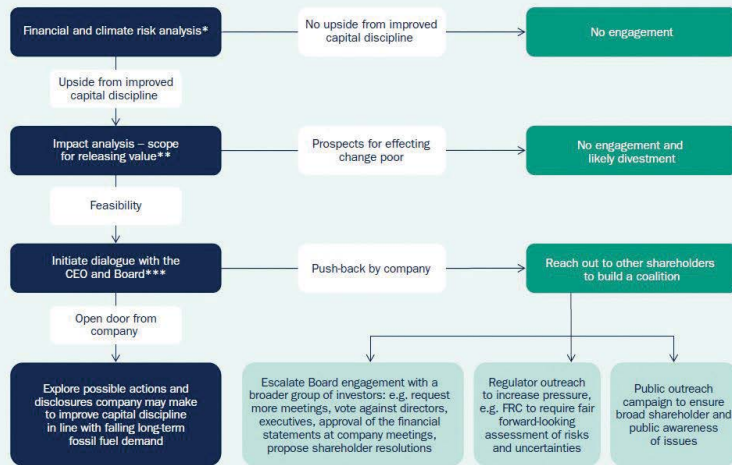 Financial and climate risk analysis*
No upside from improved
capital discipline
No engagement
Upside from improved
capital discipline
Impact analysis – scope
for releasing value**
Prospects for effecting
change poor
No engagement and
likely divestment
Feasibility
Initiate dialogue with the
CEO and Board***
Push-back by company
Reach out to other shareholders
to build a coalition
Open door from
company
Explore possible actions and
disclosures company may make
to improve capital discipline
in line with falling long-term
fossil fuel demand
Escalate Board engagement with a
broader group of investors: e.g. request
more meetings, vote against directors,
executives, approval of the financial
statements at company meetings,
propose shareholder resolutions
Regulator outreach
to increase pressure,
e.g. FRC to require fair
forward-looking
assessment of risks
and uncertainties
Public outreach
campaign to ensure
broad shareholder and
public awareness
of issues